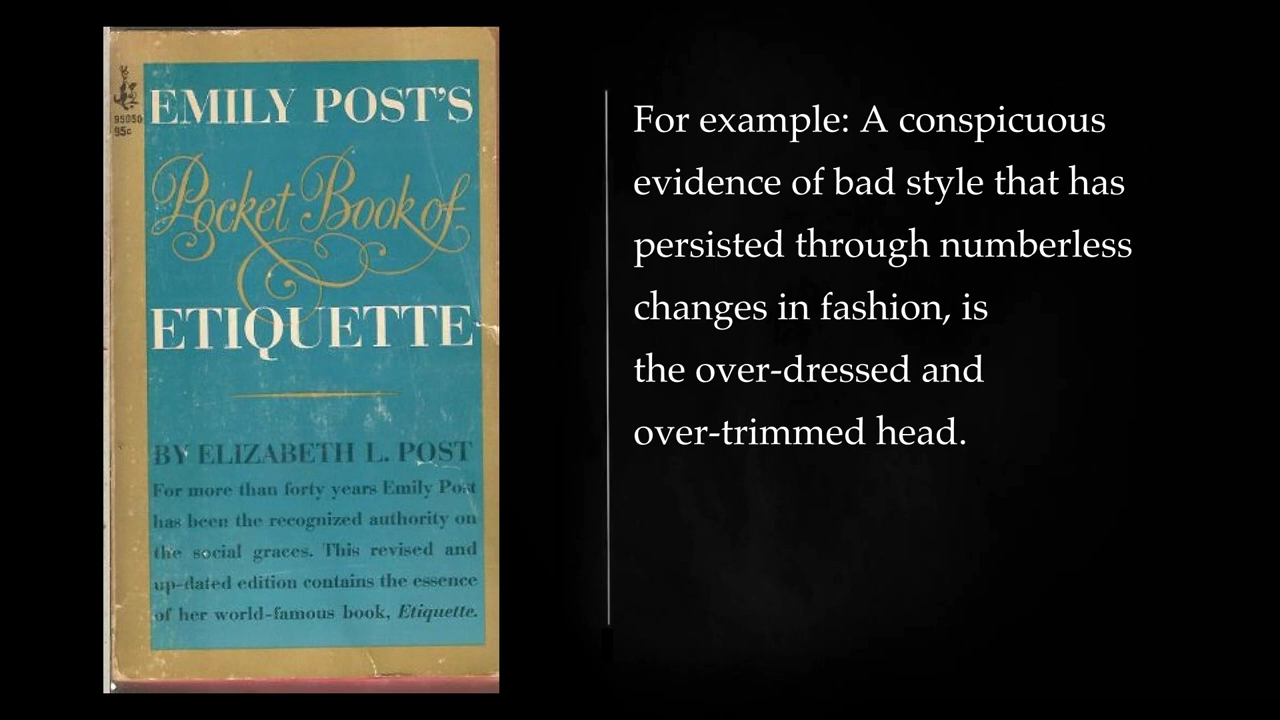 95050
95c
EMILY POST'S
Pocket Book of
ETIQUETTE
BY ELIZABETH L. POST
For more than forty years Emily Post
has been the recognized authority on
the social graces. This revised and
up-dated edition contains the essence
of her world-famous book, Etiquette.
For example: A conspicuous
evidence of bad style that has
persisted through numberless
changes in fashion, is
the over-dressed and
over-trimmed head.